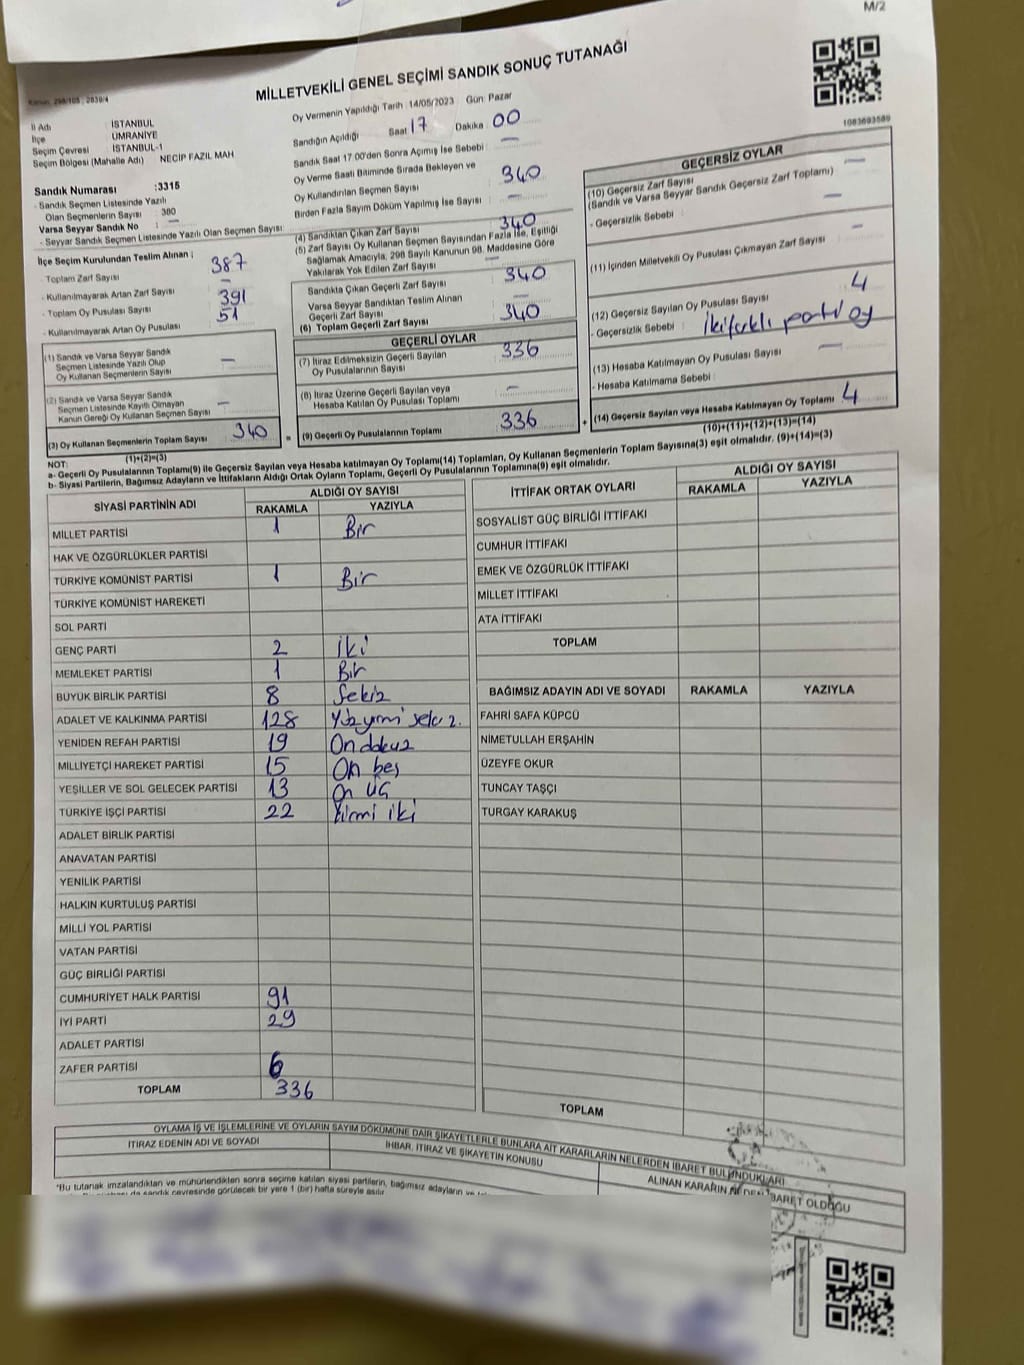 M/2
Kanun: 298/105 ; 2839/4
MİLLETVEKİLİ GENEL SEÇİMİ SANDIK SONUÇ TUTANAĞI
1083693589
İl Adı : İSTANBUL
İlçe : ÜMRANİYE
Seçim Çevresi : İSTANBUL-1
Seçim Bölgesi (Mahalle Adı) NECİP FAZIL MAH
Sandık Numarası :3315
- Sandık Seçmen Listesinde Yazılı
Olan Seçmenlerin Sayısı : 380
Varsa Seyyar Sandık No : —
- Seyyar Sandık Seçmen Listesinde Yazılı Olan Seçmen Sayısı:
İlçe Seçim Kurulundan Teslim Alınan ;
- Toplam Zarf Sayısı 387
- Kullanılmayarak Artan Zarf Sayısı —
- Toplam Oy Pusulası Sayısı 391
- Kullanılmayarak Artan Oy Pusulası 51
(1) Sandık ve Varsa Seyyar Sandık
Seçmen Listesinde Yazılı Olup
Oy Kullanan Seçmenlerin Sayısı —
(2) Sandık ve Varsa Seyyar Sandık
Seçmen Listesinde Kayıtlı Olmayan
Kanun Gereği Oy Kullanan Seçmen Sayısı —
(3) Oy Kullanan Seçmenlerin Toplam Sayısı 340
(1)+(2)=(3)
Oy Vermenin Yapıldığı Tarih :14/05/2023 Gün: Pazar
Sandığın Açıldığı Saat 17 Dakika 00
Sandık Saat 17.00'den Sonra Açımış İse Sebebi : —
Oy Verme Saati Bitiminde Sırada Bekleyen ve
Oy Kullandırılan Seçmen Sayısı 340
Birden Fazla Sayım Döküm Yapılmış İse Sayısı : —
(4) Sandıktan Çıkan Zarf Sayısı 340
(5) Zarf Sayısı Oy Kullanan Seçmen Sayısından Fazla İse, Eşitliği
Sağlamak Amacıyla; 298 Sayılı Kanunun 98. Maddesine Göre
Yakılarak Yok Edilen Zarf Sayısı —
Sandıkta Çıkan Geçerli Zarf Sayısı 340
Varsa Seyyar Sandıktan Teslim Alınan
Geçerli Zarf Sayısı —
(6) Toplam Geçerli Zarf Sayısı 340
GEÇERLİ OYLAR
(7) İtiraz Edilmeksizin Geçerli Sayılan
Oy Pusulalarının Sayısı 336
(8) İtiraz Üzerine Geçerli Sayılan veya
Hesaba Katılan Oy Pusulası Toplamı —
= (9) Geçerli Oy Pusulalarının Toplamı 336
GEÇERSİZ OYLAR
(10) Geçersiz Zarf Sayısı —
(Sandık ve Varsa Seyyar Sandık Geçersiz Zarf Toplamı)
- Geçersizlik Sebebi : —
(11) İçinden Milletvekili Oy Pusulası Çıkmayan Zarf Sayısı —
(12) Geçersiz Sayılan Oy Pusulası Sayısı 4
- Geçersizlik Sebebi : İki farklı parti oy
(13) Hesaba Katılmayan Oy Pusulası Sayısı —
- Hesaba Katılmama Sebebi :
+ (14) Geçersiz Sayılan veya Hesaba Katılmayan Oy Toplamı 4
(10)+(11)+(12)+(13)=(14)
NOT:
a- Geçerli Oy Pusulalarının Toplamı(9) ile Geçersiz Sayılan veya Hesaba katılmayan Oy Toplamı(14) Toplamları, Oy Kullanan Seçmenlerin Toplam Sayısına(3) eşit olmalıdır. (9)+(14)=(3)
b- Siyasi Partilerin, Bağımsız Adayların ve İttifakların Aldığı Ortak Oyların Toplamı, Geçerli Oy Pusulalarının Toplamına(9) eşit olmalıdır.
SİYASİ PARTİNİN ADI ALDIĞI OY SAYISI
RAKAMLA YAZIYLA
MİLLET PARTİSİ 1 Bir
HAK VE ÖZGÜRLÜKLER PARTİSİ
TÜRKİYE KOMÜNİST PARTİSİ 1 Bir
TÜRKİYE KOMÜNİST HAREKETİ
SOL PARTİ
GENÇ PARTİ 2 İki
MEMLEKET PARTİSİ 1 Bir
BÜYÜK BİRLİK PARTİSİ 8 Sekiz
ADALET VE KALKINMA PARTİSİ 128 Yüzyirmi sekiz.
YENİDEN REFAH PARTİSİ 19 On dokuz
MİLLİYETÇİ HAREKET PARTİSİ 15 On beş
YEŞİLLER VE SOL GELECEK PARTİSİ 13 On üç
TÜRKİYE İŞÇİ PARTİSİ 22 Yirmi iki
ADALET BİRLİK PARTİSİ
ANAVATAN PARTİSİ
YENİLİK PARTİSİ
HALKIN KURTULUŞ PARTİSİ
MİLLİ YOL PARTİSİ
VATAN PARTİSİ
GÜÇ BİRLİĞİ PARTİSİ
CUMHURİYET HALK PARTİSİ 91
İYİ PARTİ 29
ADALET PARTİSİ
ZAFER PARTİSİ 6
TOPLAM 336
İTTİFAK ORTAK OYLARI ALDIĞI OY SAYISI
RAKAMLA YAZIYLA
SOSYALİST GÜÇ BİRLİĞİ İTTİFAKI
CUMHUR İTTİFAKI
EMEK VE ÖZGÜRLÜK İTTİFAKI
MİLLET İTTİFAKI
ATA İTTİFAKI
TOPLAM
BAĞIMSIZ ADAYIN ADI VE SOYADI RAKAMLA YAZIYLA
FAHRİ SAFA KÜPCÜ
NİMETULLAH ERŞAHİN
ÜZEYFE OKUR
TUNCAY TAŞÇI
TURGAY KARAKUŞ
TOPLAM
OYLAMA İŞ VE İŞLEMLERİNE VE OYLARIN SAYIM DÖKÜMÜNE DAİR ŞİKAYETLERLE BUNLARA AİT KARARLARIN NELERDEN İBARET BULUNDUKLARI
İTİRAZ EDENİN ADI VE SOYADI
İHBAR, İTİRAZ VE ŞİKAYETİN KONUSU
ALINAN KARARIN NEDEN İBARET OLDUĞU
"Bu tutanak imzalandıktan ve mühürlendikten sonra seçime katılan siyasi partilerin, bağımsız adayların ve
da sandık çevresinde görülecek bir yere 1 (bir) hafta süreyle asılır.